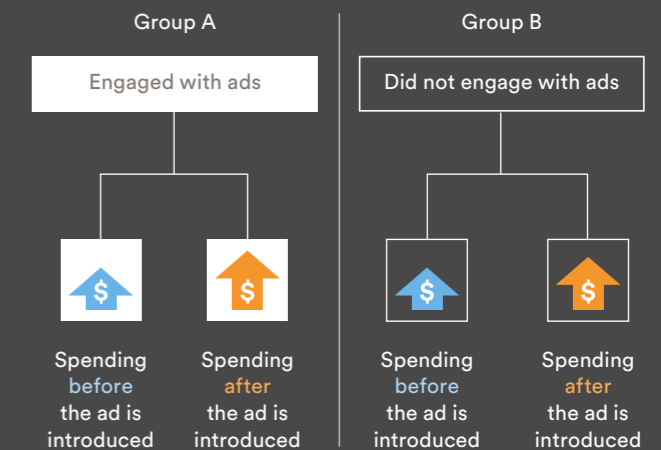 Group A
Engaged with ads
$
$
Spending
before
the ad is
introduced
Spending
after
the ad is
introduced
Group B
Did not engage with ads
$
$
Spending
before
the ad is
introduced
Spending
after
the ad is
introduced